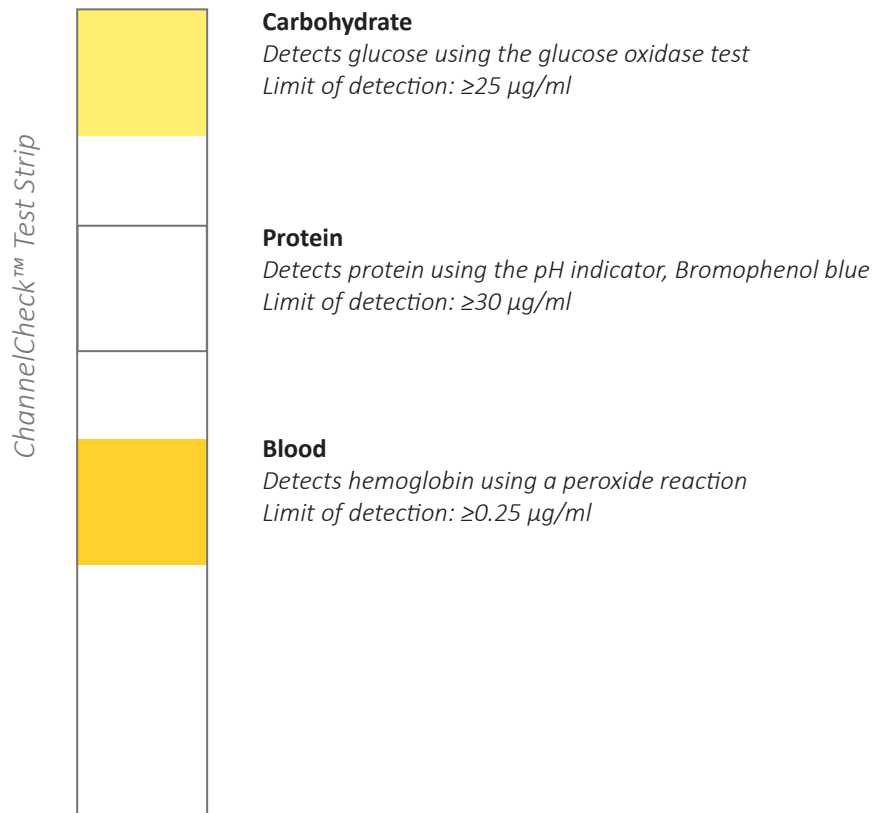 ChannelCheck™ Test Strip
Carbohydrate
Detects glucose using the glucose oxidase test
Limit of detection: ≥25 µg/ml
Protein
Detects protein using the pH indicator, Bromophenol blue
Limit of detection: ≥30 µg/ml
Blood
Detects hemoglobin using a peroxide reaction
Limit of detection: ≥0.25 µg/ml